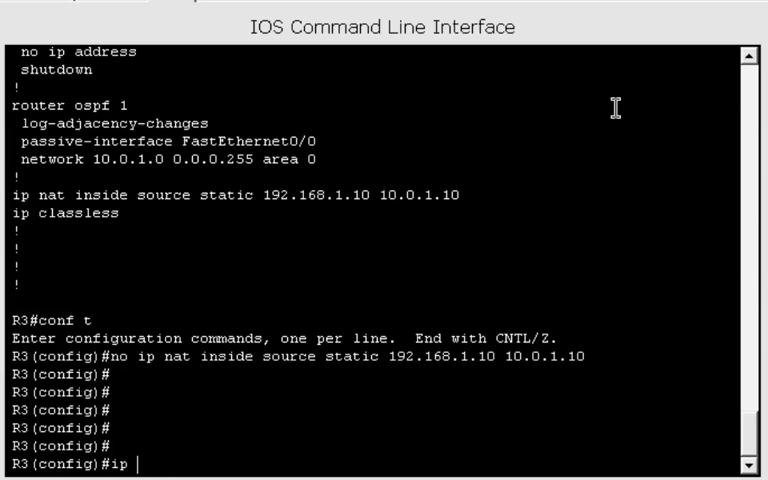 IOS Command Line Interface
no ip address
shutdown
!
router ospf 1
log-adjacency-changes
passive-interface FastEthernet0/0
network 10.0.1.0 0.0.0.255 area 0
!
ip nat inside source static 192.168.1.10 10.0.1.10
ip classless
!
!
!
!
R3#conf t
Enter configuration commands, one per line.  End with CNTL/Z.
R3(config)#no ip nat inside source static 192.168.1.10 10.0.1.10
R3(config)#
R3(config)#
R3(config)#
R3(config)#
R3(config)#
R3(config)#ip